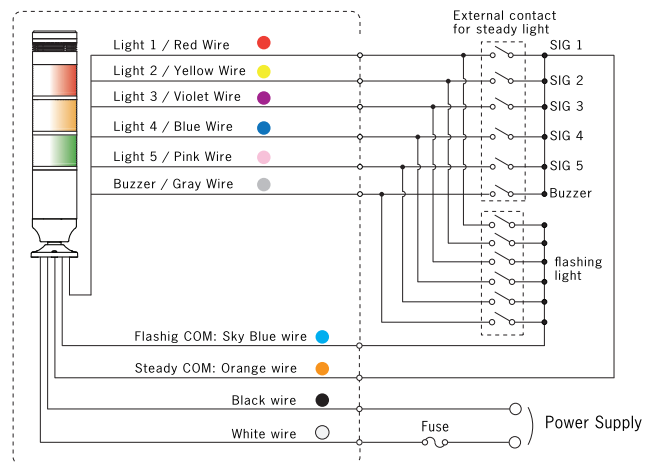 External contact
for steady light
Light 1 / Red Wire
SIG 1
Light 2 / Yellow Wire
SIG 2
Light 3 / Violet Wire
SIG 3
Light 4 / Blue Wire
SIG 4
Light 5 / Pink Wire
SIG 5
Buzzer / Gray Wire
Buzzer
flashing
light
Flashig COM: Sky Blue wire
Steady COM: Orange wire
Black wire
White wire
Fuse
Power Supply